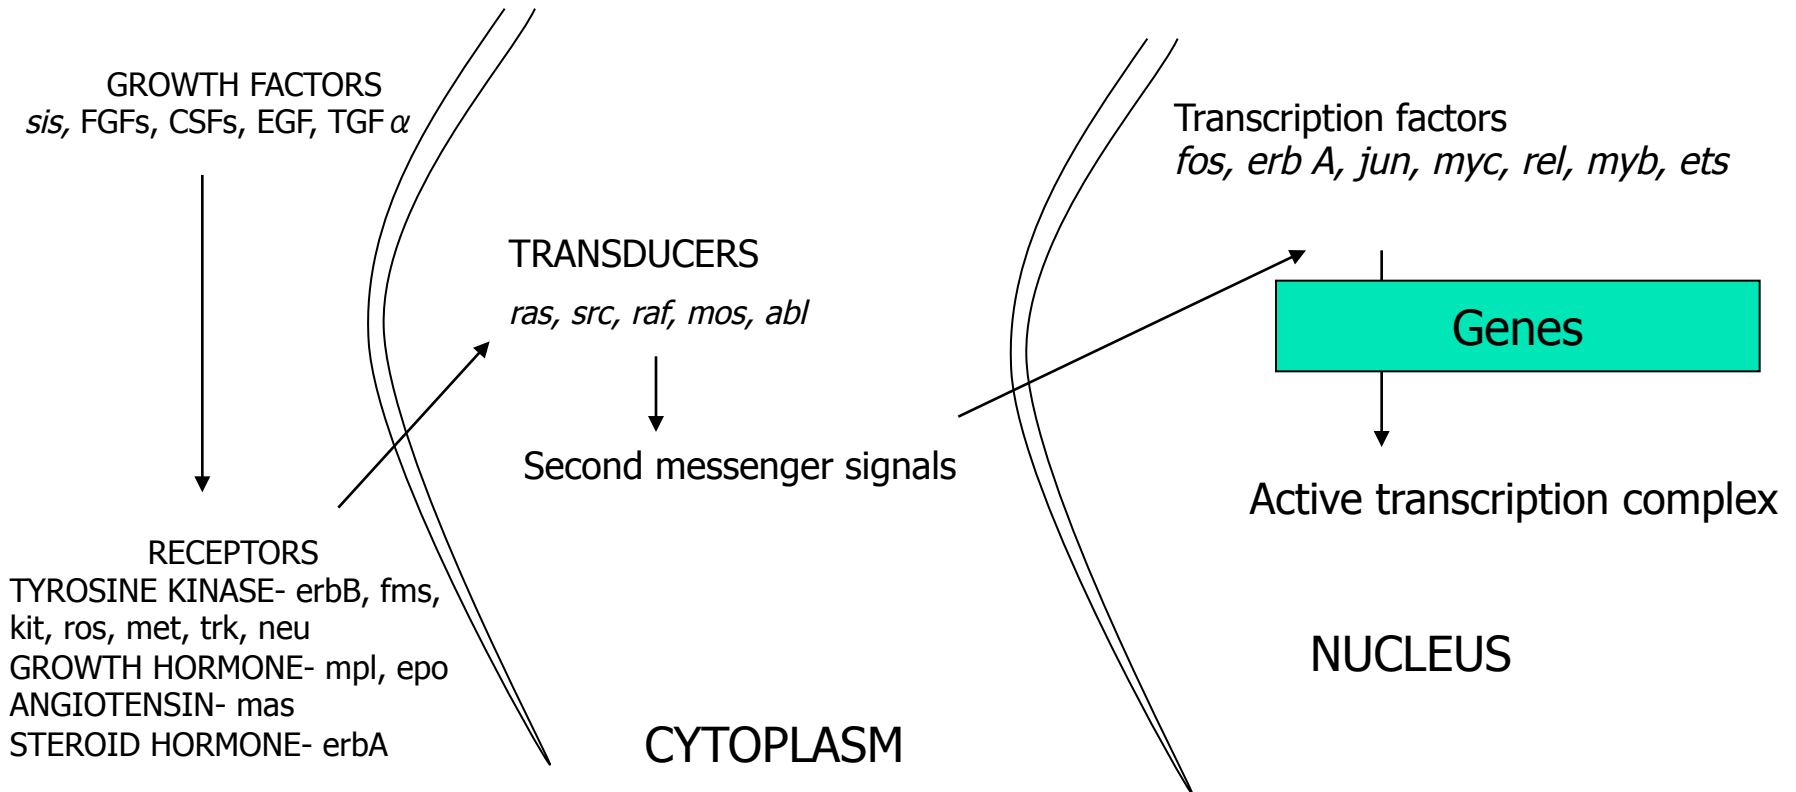 GROWTH FACTORS
sis, FGFs, CSFs, EGF, TGF α
TRANSDUCERS
ras, src, raf, mos, abl
Second messenger signals
RECEPTORS
TYROSINE KINASE- erbB, fms,
kit, ros, met, trk, neu
GROWTH HORMONE- mpl, epo
ANGIOTENSIN- mas
STEROID HORMONE- erbA
CYTOPLASM
Transcription factors
fos, erb A, jun, myc, rel, myb, ets
Genes
Active transcription complex
NUCLEUS